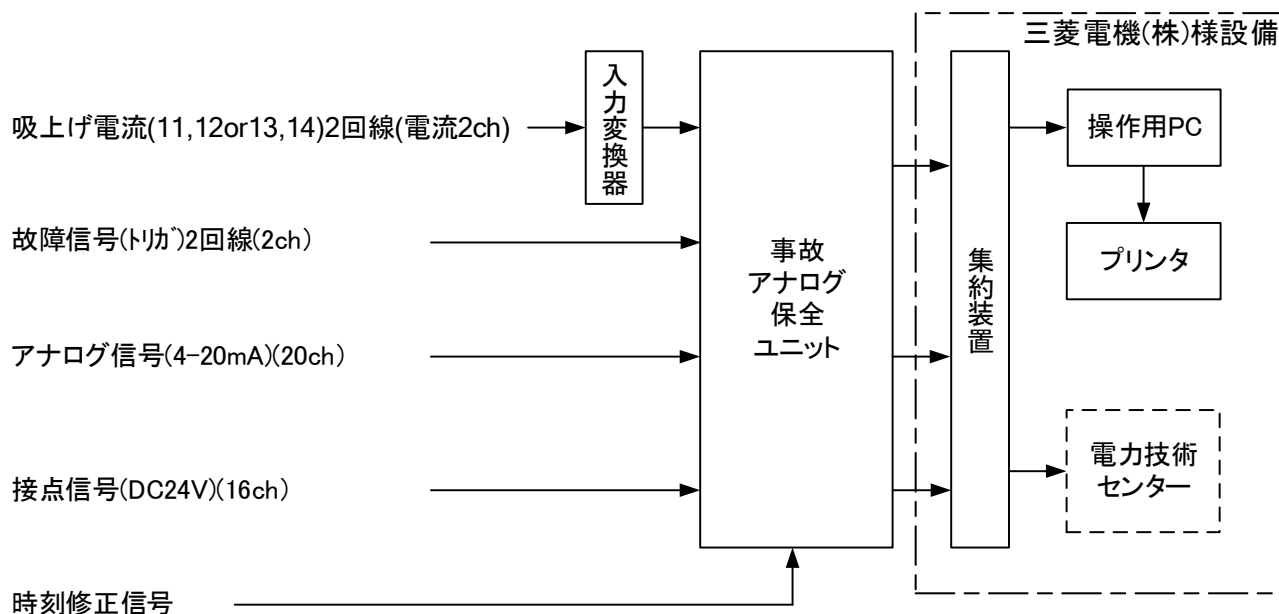 三菱電機(株)様設備
吸上げ電流(11,12or13,14)2回線(電流2ch)
入力変換器
操作用PC
故障信号(ﾄﾘｶﾞ)2回線(2ch)
事故
アナログ
保全
ユニット
集約装置
プリンタ
アナログ信号(4-20mA)(20ch)
接点信号(DC24V)(16ch)
電力技術
センター
時刻修正信号